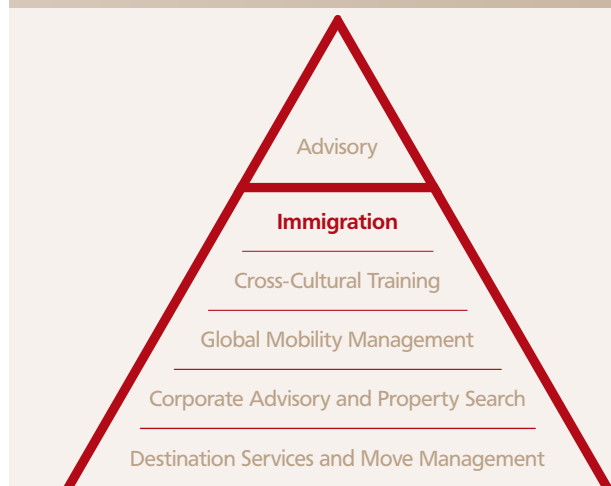 Advisory
Immigration
Cross-Cultural Training
Global Mobility Management
Corporate Advisory and Property Search
Destination Services and Move Management